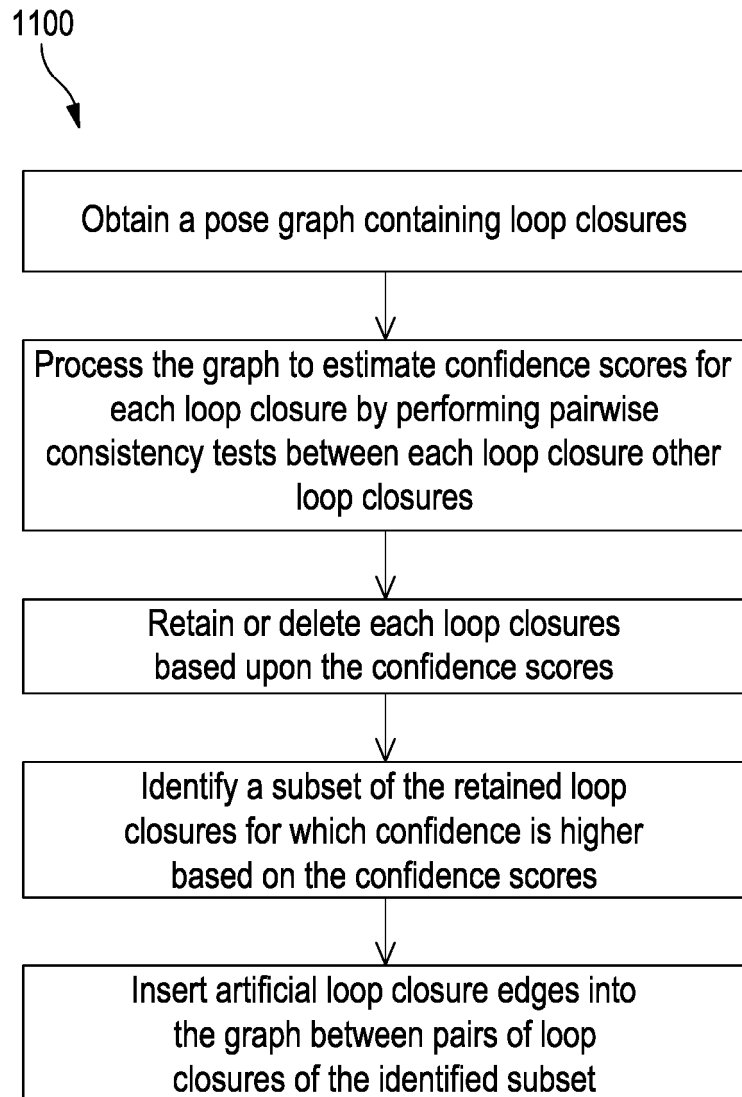 1100
Obtain a pose graph containing loop closures
Process the graph to estimate confidence scores for
each loop closure by performing pairwise
consistency tests between each loop closure other
loop closures
Retain or delete each loop closures
based upon the confidence scores
Identify a subset of the retained loop
closures for which confidence is higher
based on the confidence scores
Insert artificial loop closure edges into
the graph between pairs of loop
closures of the identified subset